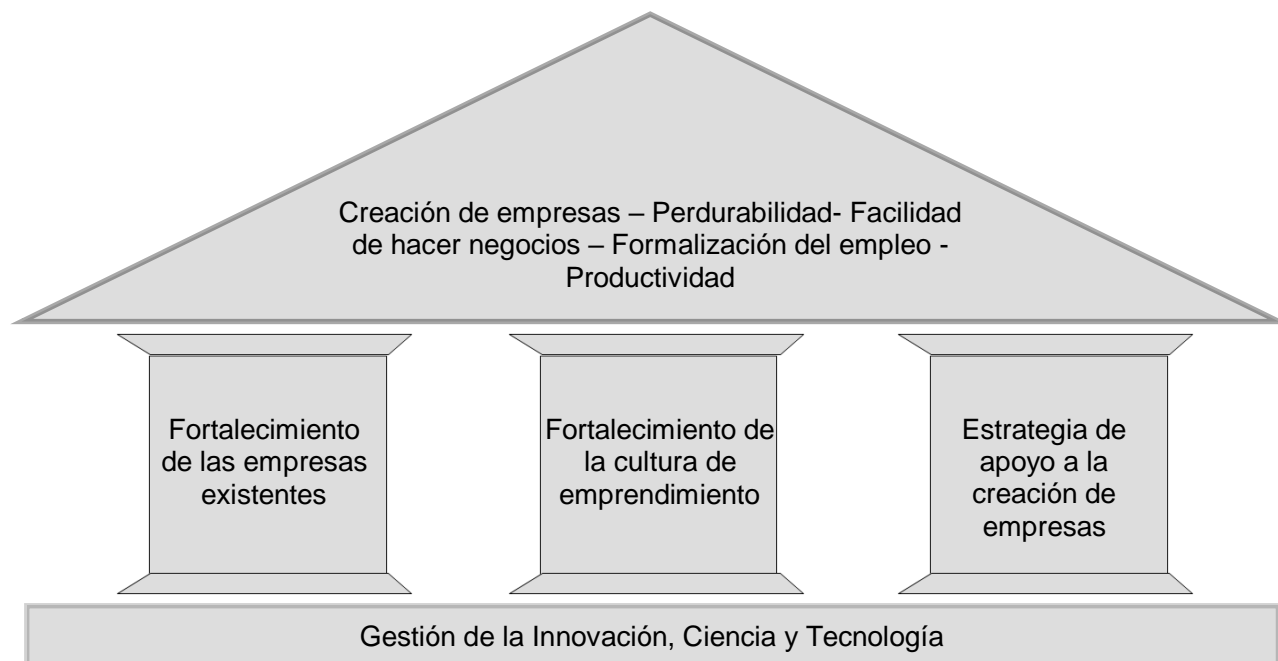 Creación de empresas – Perdurabilidad- Facilidad
de hacer negocios – Formalización del empleo -
Productividad
Fortalecimiento
de las empresas
existentes
Fortalecimiento de
la cultura de
emprendimiento
Estrategia de
apoyo a la
creación de
empresas
Gestión de la Innovación, Ciencia y Tecnología